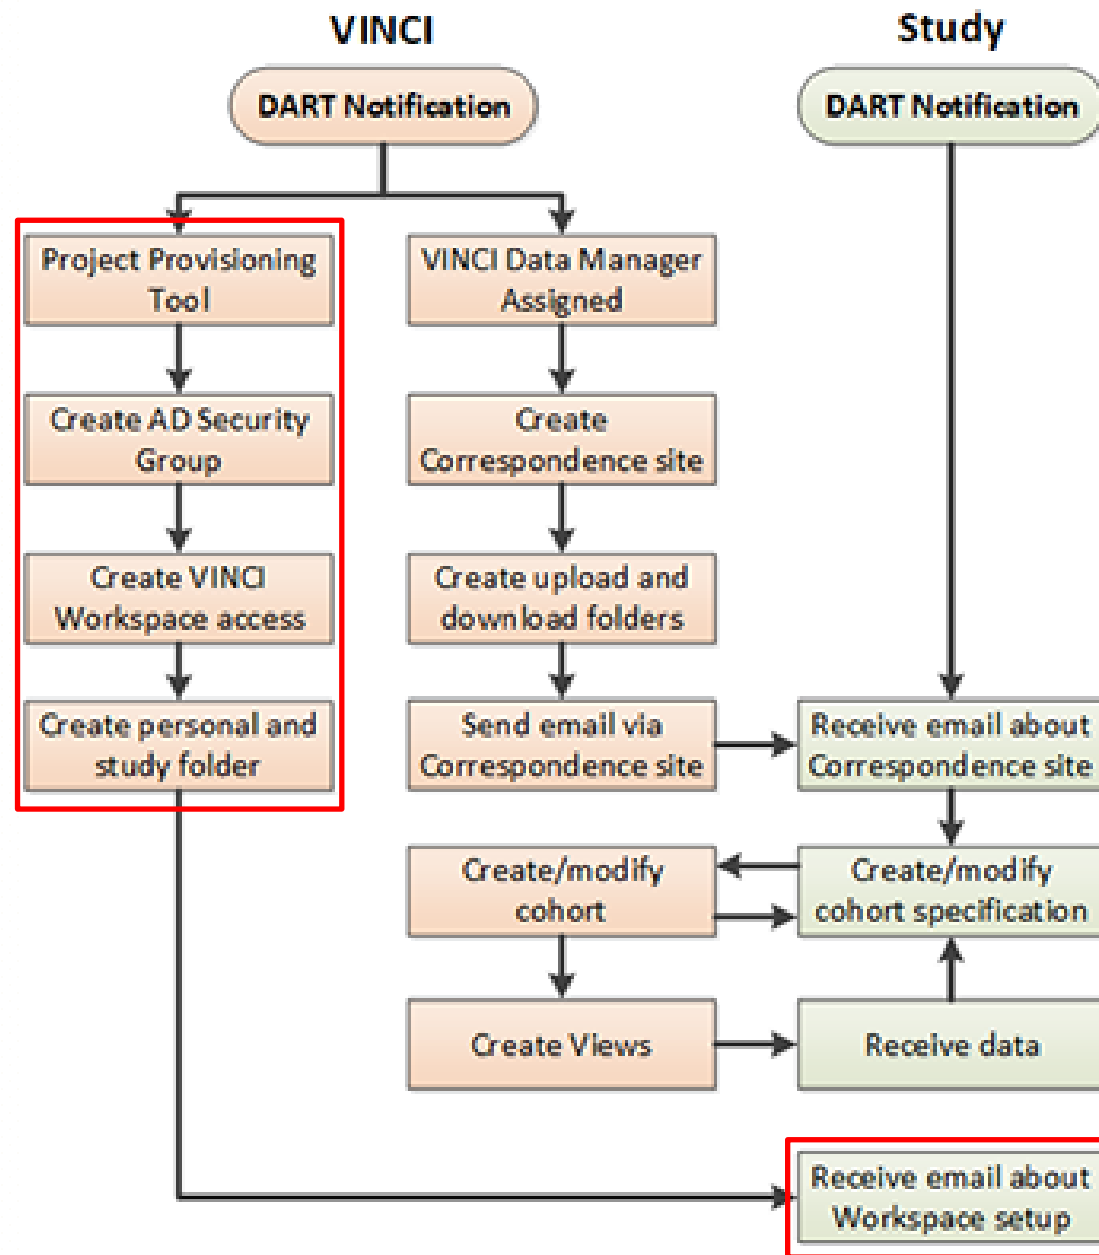 VINCI
Study
DART Notification
DART Notification
Project Provisioning
Tool
VINCI Data Manager
Assigned
Create AD Security
Group
Create
Correspondence site
Create VINCI
Workspace access
Create upload and
download folders
Create personal and
study folder
Send email via
Correspondence site
Receive email about
Correspondence site
Create/modify
cohort
Create/modify
cohort specification
Create Views
Receive data
Receive email about
Workspace setup